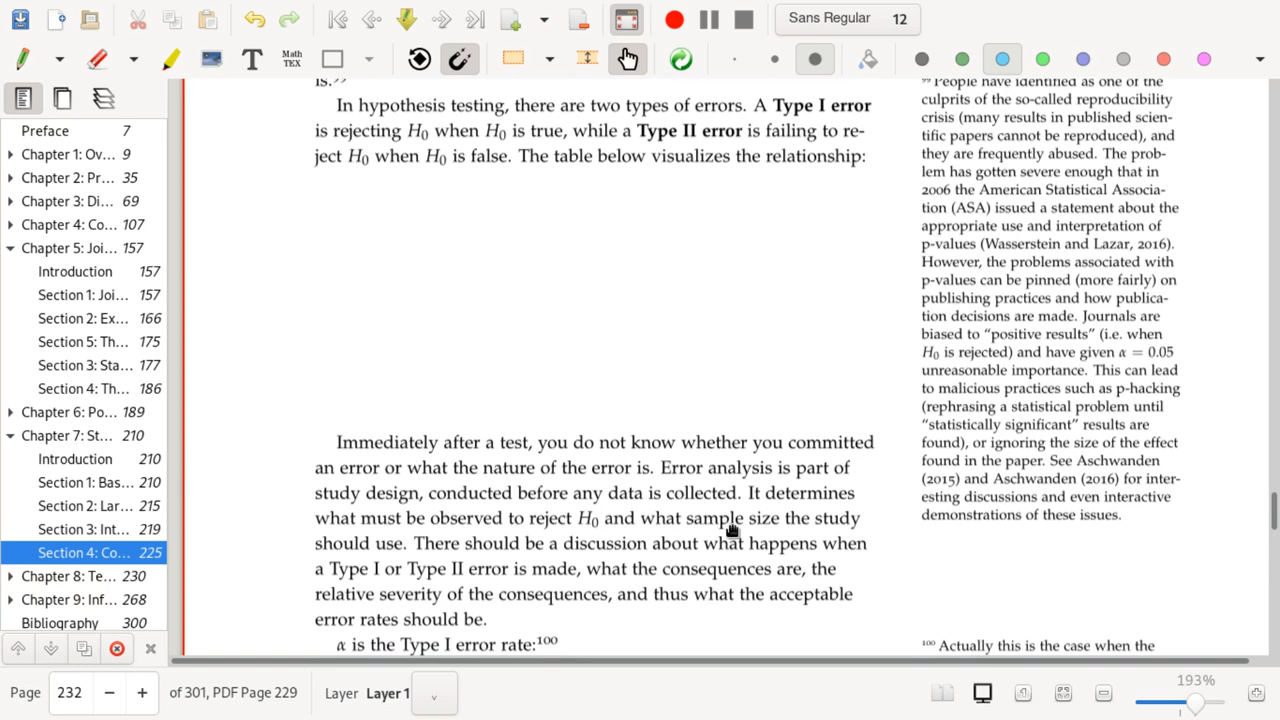 Sans Regular 12
Math
TEX
Preface 7
Chapter 1: Ov... 9
Chapter 2: Pr... 35
Chapter 3: Di... 69
Chapter 4: Co... 107
Chapter 5: Joi... 157
Introduction 157
Section 1: Joi... 157
Section 2: Ex... 166
Section 5: Th... 175
Section 3: Sta... 177
Section 4: Th... 186
Chapter 6: Po... 189
Chapter 7: St... 210
Introduction 210
Section 1: Bas... 210
Section 2: Lar... 215
Section 3: Int... 219
Section 4: Co... 225
Chapter 8: Te... 230
Chapter 9: Inf... 268
Bibliography 300
is.⁹⁹
In hypothesis testing, there are two types of errors. A Type I error
is rejecting H₀ when H₀ is true, while a Type II error is failing to re-
ject H₀ when H₀ is false. The table below visualizes the relationship:
Immediately after a test, you do not know whether you committed
an error or what the nature of the error is. Error analysis is part of
study design, conducted before any data is collected. It determines
what must be observed to reject H₀ and what sample size the study
should use. There should be a discussion about what happens when
a Type I or Type II error is made, what the consequences are, the
relative severity of the consequences, and thus what the acceptable
error rates should be.
α is the Type I error rate:¹⁰⁰
⁹⁹ People have identified as one of the
culprits of the so-called reproducibility
crisis (many results in published scien-
tific papers cannot be reproduced), and
they are frequently abused. The prob-
lem has gotten severe enough that in
2006 the American Statistical Associa-
tion (ASA) issued a statement about the
appropriate use and interpretation of
p-values (Wasserstein and Lazar, 2016).
However, the problems associated with
p-values can be pinned (more fairly) on
publishing practices and how publica-
tion decisions are made. Journals are
biased to “positive results” (i.e. when
H₀ is rejected) and have given α = 0.05
unreasonable importance. This can lead
to malicious practices such as p-hacking
(rephrasing a statistical problem until
“statistically significant” results are
found), or ignoring the size of the effect
found in the paper. See Aschwanden
(2015) and Aschwanden (2016) for inter-
esting discussions and even interactive
demonstrations of these issues.
¹⁰⁰ Actually this is the case when the
Page 232 of 301, PDF Page 229
Layer Layer 1
193%